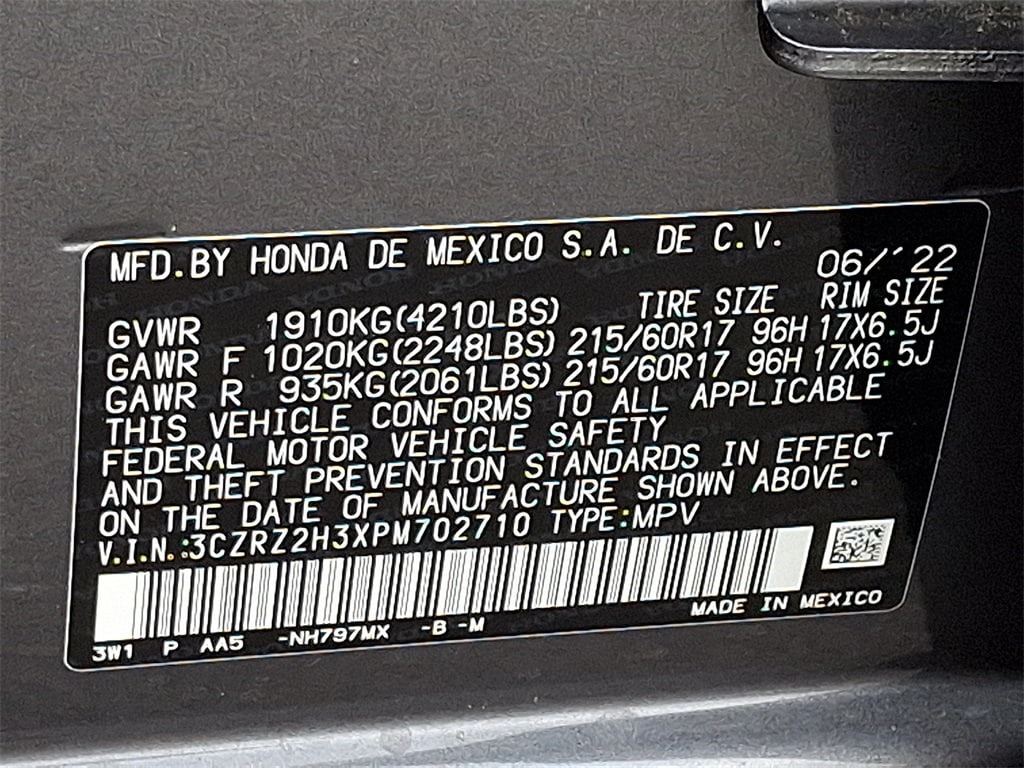 MFD.BY HONDA DE MEXICO S.A. DE C.V.
06/'22
TIRE SIZE RIM SIZE
GVWR 1910KG(4210LBS)
GAWR F 1020KG(2248LBS) 215/60R17 96H 17X6.5J
GAWR R 935KG(2061LBS) 215/60R17 96H 17X6.5J
THIS VEHICLE CONFORMS TO ALL APPLICABLE
FEDERAL MOTOR VEHICLE SAFETY
AND THEFT PREVENTION STANDARDS IN EFFECT
ON THE DATE OF MANUFACTURE SHOWN ABOVE.
V.I.N.:3CZRZ2H3XPM702710 TYPE:MPV
MADE IN MEXICO
3W1 P AA5 -NH797MX -B -M